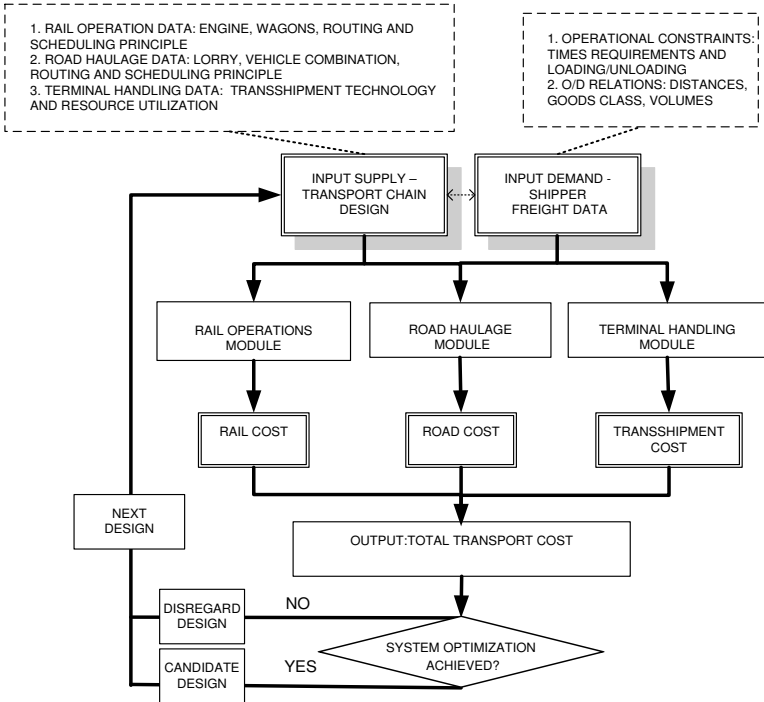 1. RAIL OPERATION DATA: ENGINE, WAGONS, ROUTING AND
SCHEDULING PRINCIPLE
2. ROAD HAULAGE DATA: LORRY, VEHICLE COMBINATION,
ROUTING AND SCHEDULING PRINCIPLE
3. TERMINAL HANDLING DATA: TRANSSHIPMENT TECHNOLOGY
AND RESOURCE UTILIZATION
1. OPERATIONAL CONSTRAINTS:
TIMES REQUIREMENTS AND
LOADING/UNLOADING
2. O/D RELATIONS: DISTANCES,
GOODS CLASS, VOLUMES
INPUT SUPPLY –
TRANSPORT CHAIN
DESIGN
INPUT DEMAND -
SHIPPER
FREIGHT DATA
RAIL OPERATIONS
MODULE
ROAD HAULAGE
MODULE
TERMINAL HANDLING
MODULE
RAIL COST
ROAD COST
TRANSSHIPMENT
COST
NEXT
DESIGN
OUTPUT:TOTAL TRANSPORT COST
DISREGARD
DESIGN
NO
SYSTEM OPTIMIZATION
ACHIEVED?
CANDIDATE
DESIGN
YES